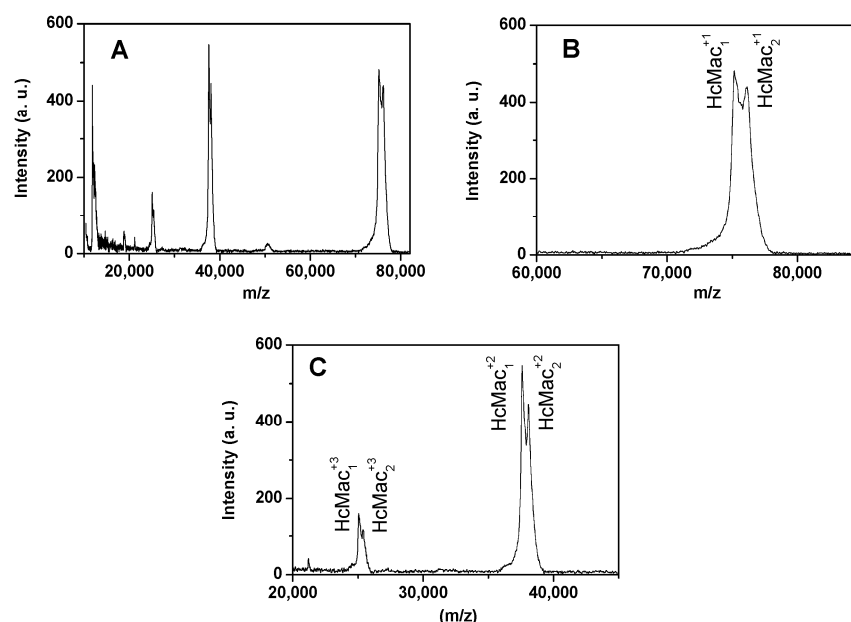 A
Intensity (a. u.)
600
400
200
0
20,000 40,000 60,000 80,000
m/z
B
HcMac₁⁺¹
HcMac₂⁺¹
Intensity (a. u.)
600
400
200
0
60,000 70,000 80,000
m/z
C
HcMac₁⁺³
HcMac₂⁺³
HcMac₁⁺²
HcMac₂⁺²
Intensity (a. u.)
600
400
200
0
20,000 30,000 40,000
(m/z)